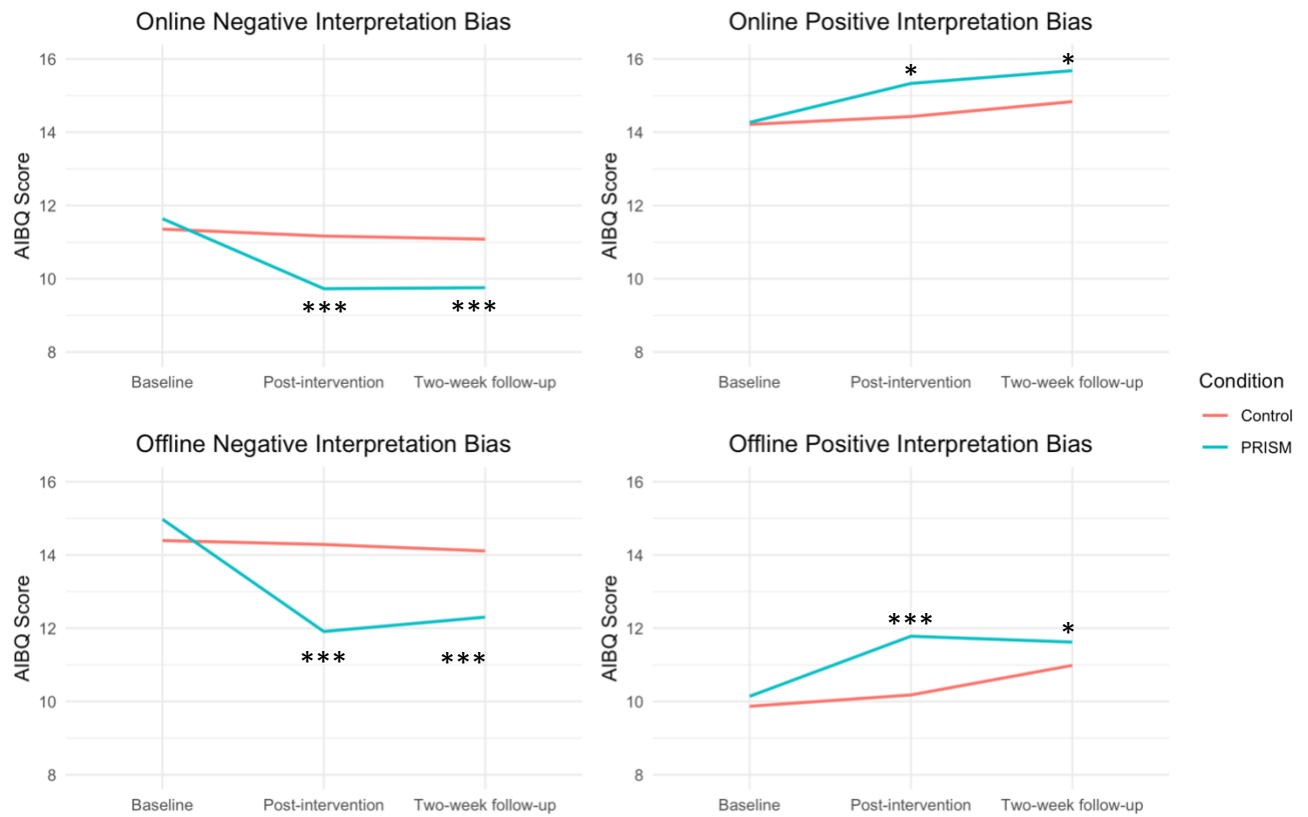 Online Negative Interpretation Bias
16
14
12
10
8
AIBQ Score
***
***
Baseline
Post-intervention
Two-week follow-up
Online Positive Interpretation Bias
16
14
12
10
8
AIBQ Score
*
*
Baseline
Post-intervention
Two-week follow-up
Offline Negative Interpretation Bias
16
14
12
10
8
AIBQ Score
***
***
Baseline
Post-intervention
Two-week follow-up
Offline Positive Interpretation Bias
16
14
12
10
8
AIBQ Score
***
*
Baseline
Post-intervention
Two-week follow-up
Condition
Control
PRISM